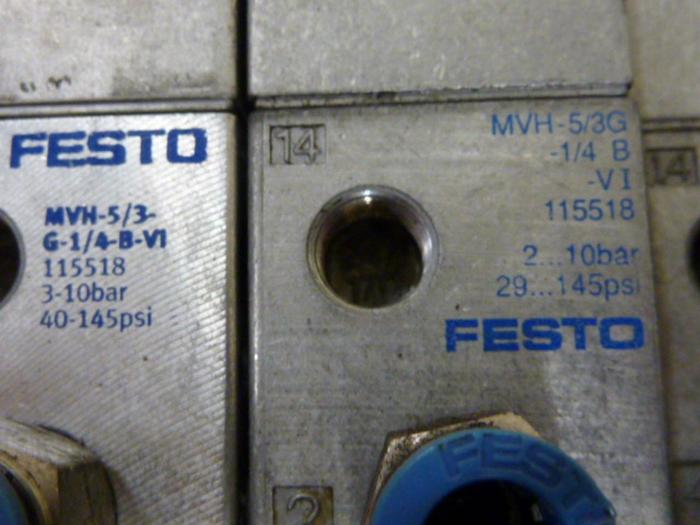 FESTO
MVH-5/3-
G-1/4-B-VI
115518
3-10bar
40-145psi
14
MVH-5/3G
-1/4 B
-VI
115518
2...10bar
29...145psi
FESTO
2
FESTO
14